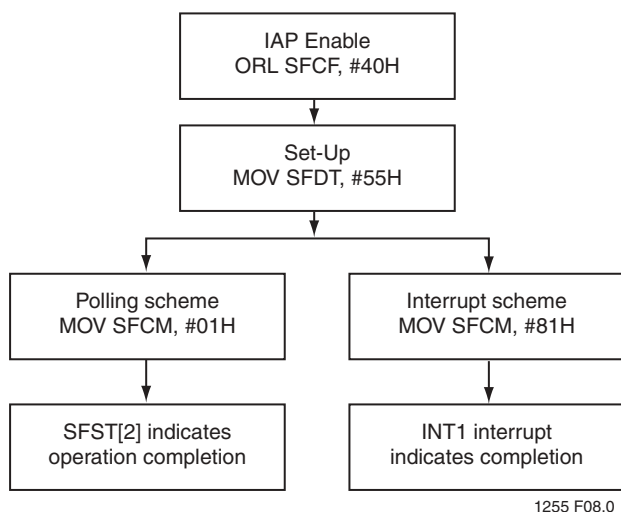 IAP Enable
ORL SFCF, #40H
Set-Up
MOV SFDT, #55H
Polling scheme
MOV SFCM, #01H
Interrupt scheme
MOV SFCM, #81H
SFST[2] indicates
operation completion
INT1 interrupt
indicates completion
1255 F08.0